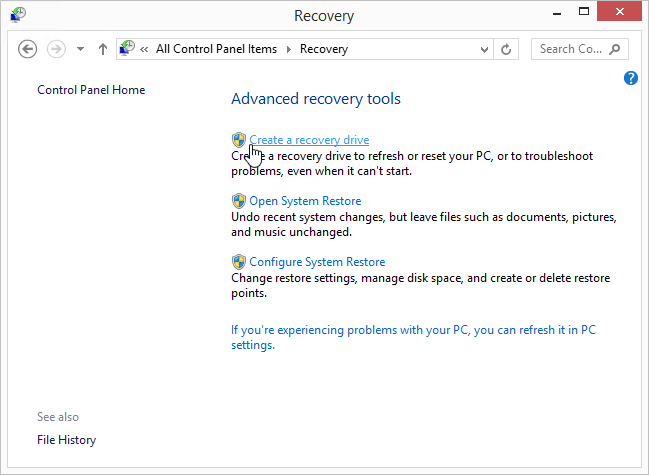 Recovery
« All Control Panel Items Recovery Search Co...
?
Control Panel Home
Advanced recovery tools
Create a recovery drive
Create a recovery drive to refresh or reset your PC, or to troubleshoot
problems, even when it can't start.
Open System Restore
Undo recent system changes, but leave files such as documents, pictures,
and music unchanged.
Configure System Restore
Change restore settings, manage disk space, and create or delete restore
points.
If you're experiencing problems with your PC, you can refresh it in PC
settings.
See also
File History